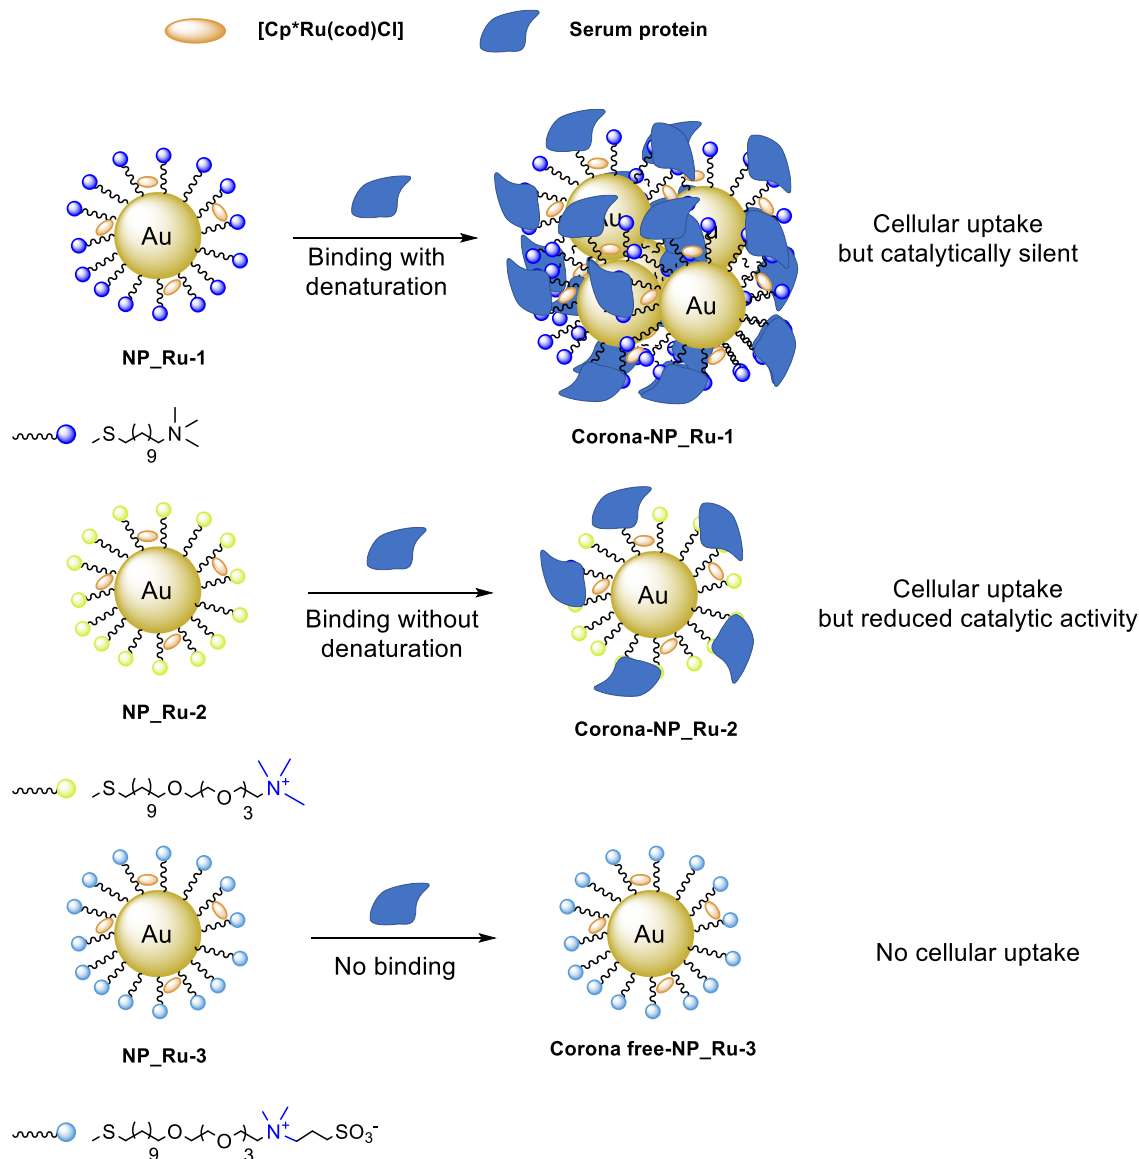 [Cp*Ru(cod)Cl]
Serum protein
Au
Binding with
denaturation
Au
Cellular uptake
but catalytically silent
NP_Ru-1
Corona-NP_Ru-1
S
N
9
Au
Binding without
denaturation
Au
Cellular uptake
but reduced catalytic activity
NP_Ru-2
Corona-NP_Ru-2
S
9
O
O
3
N+
Au
No binding
Au
No cellular uptake
NP_Ru-3
Corona free-NP_Ru-3
S
9
O
O
3
N+
SO3-